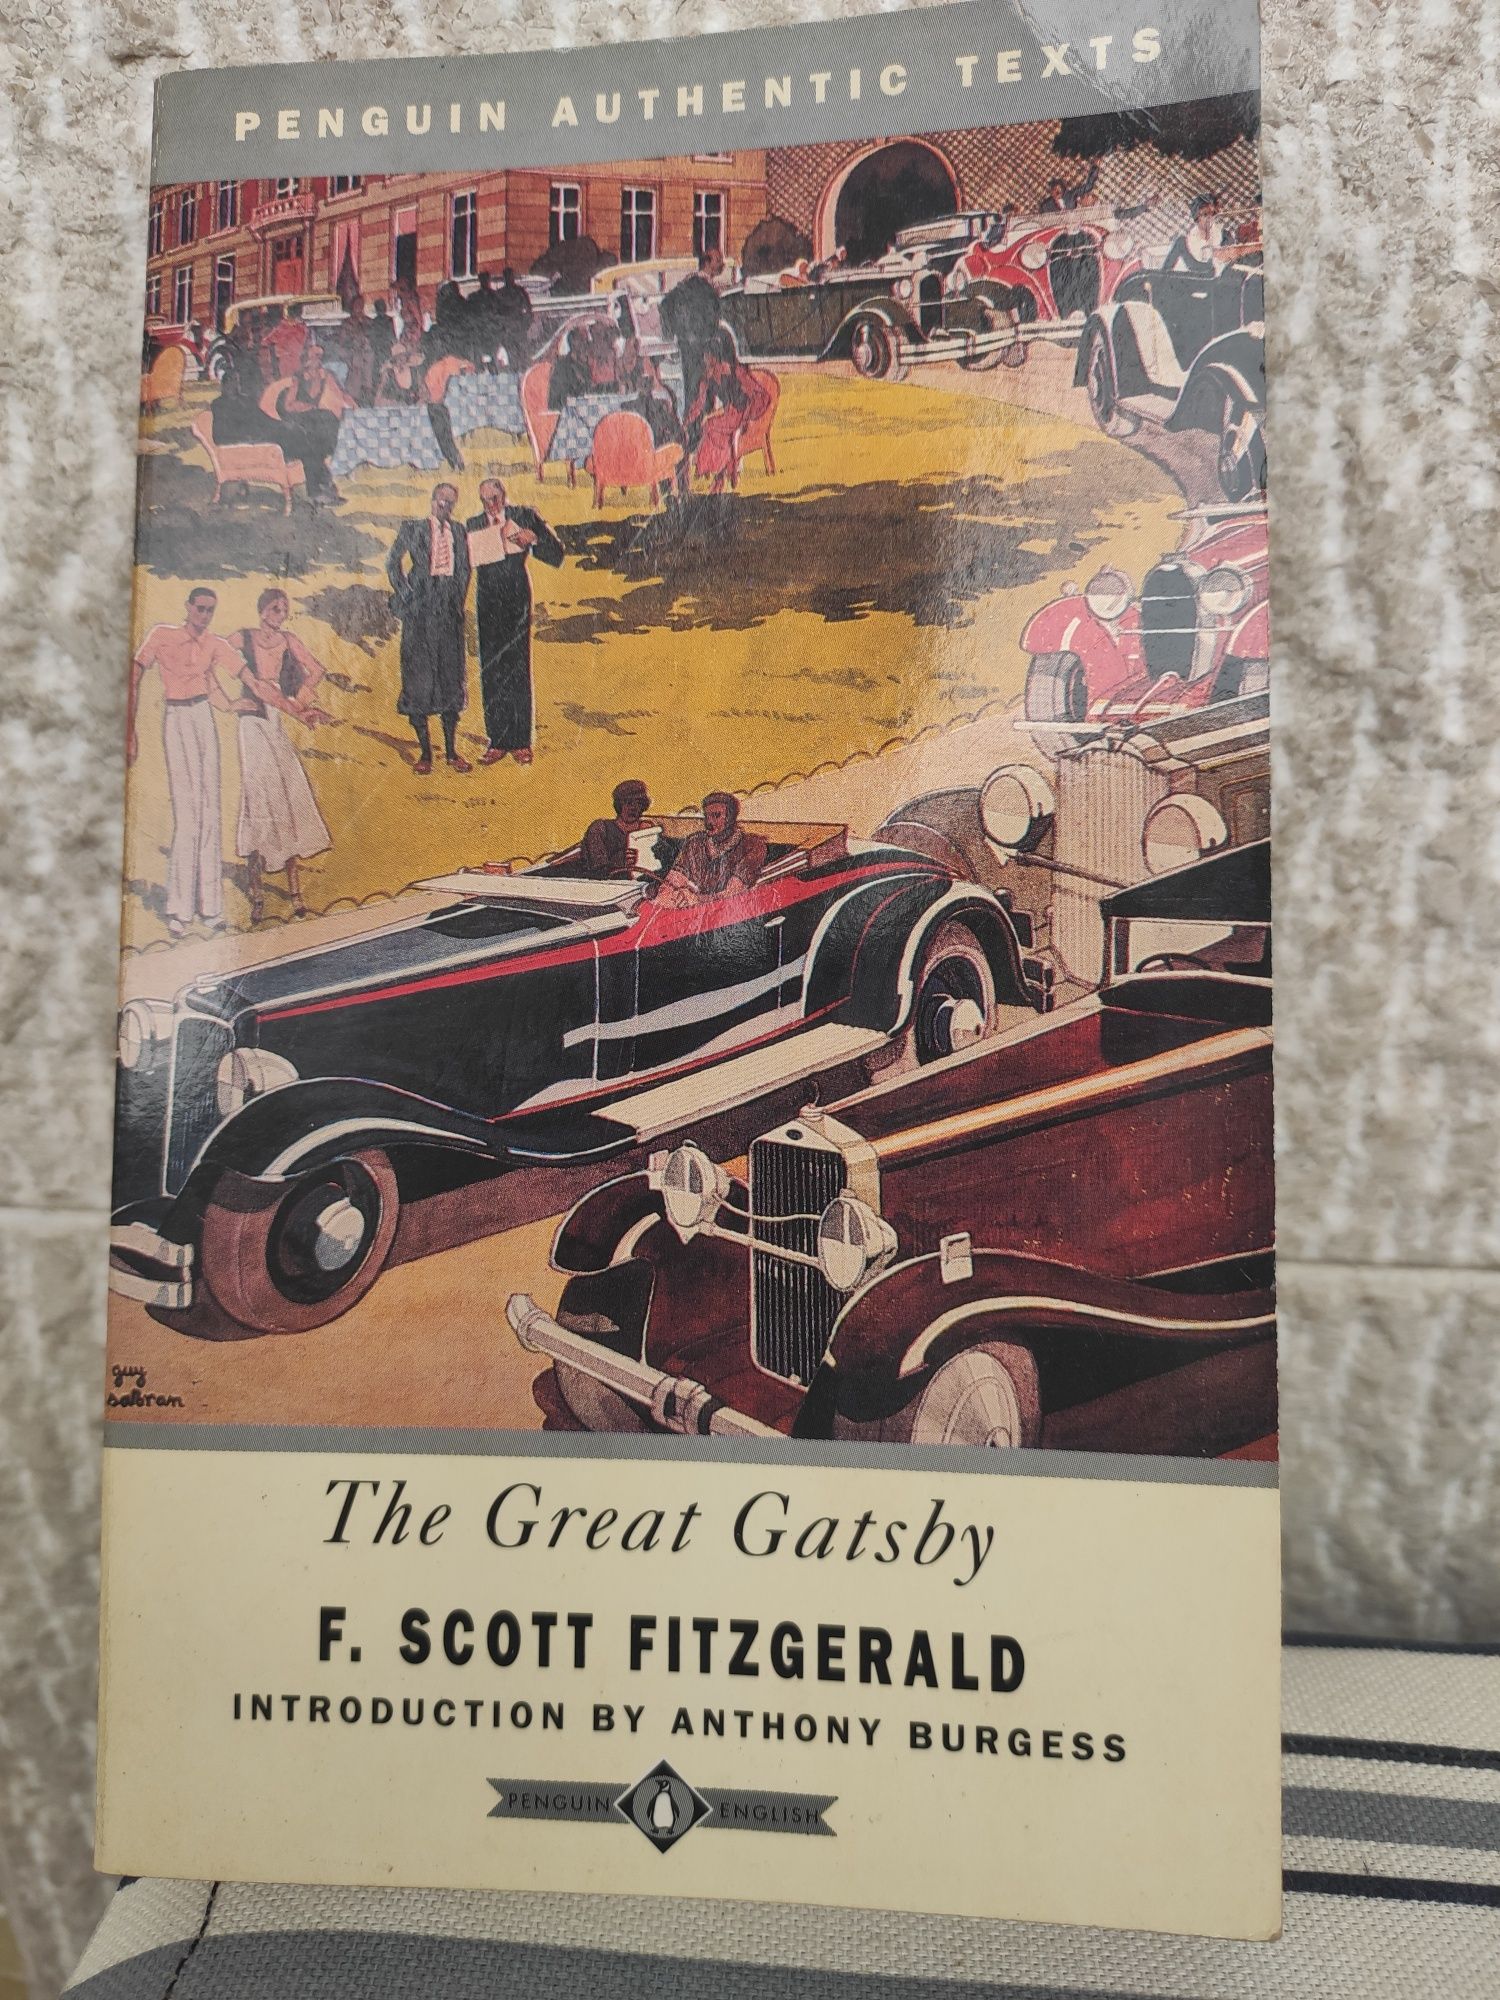 PENGUIN AUTHENTIC TEXTS
guy
sabran
The Great Gatsby
F. SCOTT FITZGERALD
INTRODUCTION BY ANTHONY BURGESS
PENGUIN ENGLISH